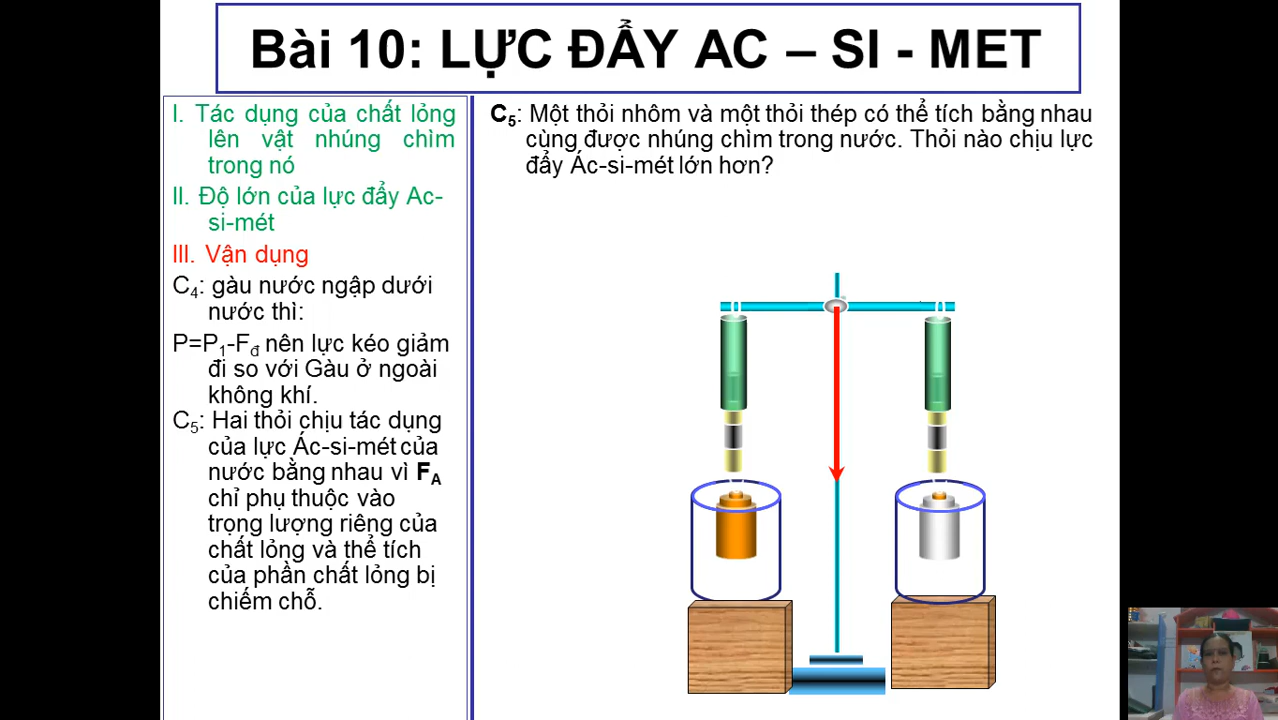 Bài 10: LỰC ĐẨY AC – SI - MET
I. Tác dụng của chất lỏng
lên vật nhúng chìm
trong nó
II. Độ lớn của lực đẩy Ac-
si-mét
III. Vận dụng
C4: gàu nước ngập dưới
nước thì:
P=P1-Fđ nên lực kéo giảm
đi so với Gàu ở ngoài
không khí.
C5: Hai thỏi chịu tác dụng
của lực Ác-si-mét của
nước bằng nhau vì FA
chỉ phụ thuộc vào
trọng lượng riêng của
chất lỏng và thể tích
của phần chất lỏng bị
chiếm chỗ.
C5: Một thỏi nhôm và một thỏi thép có thể tích bằng nhau
cùng được nhúng chìm trong nước. Thỏi nào chịu lực
đẩy Ác-si-mét lớn hơn?